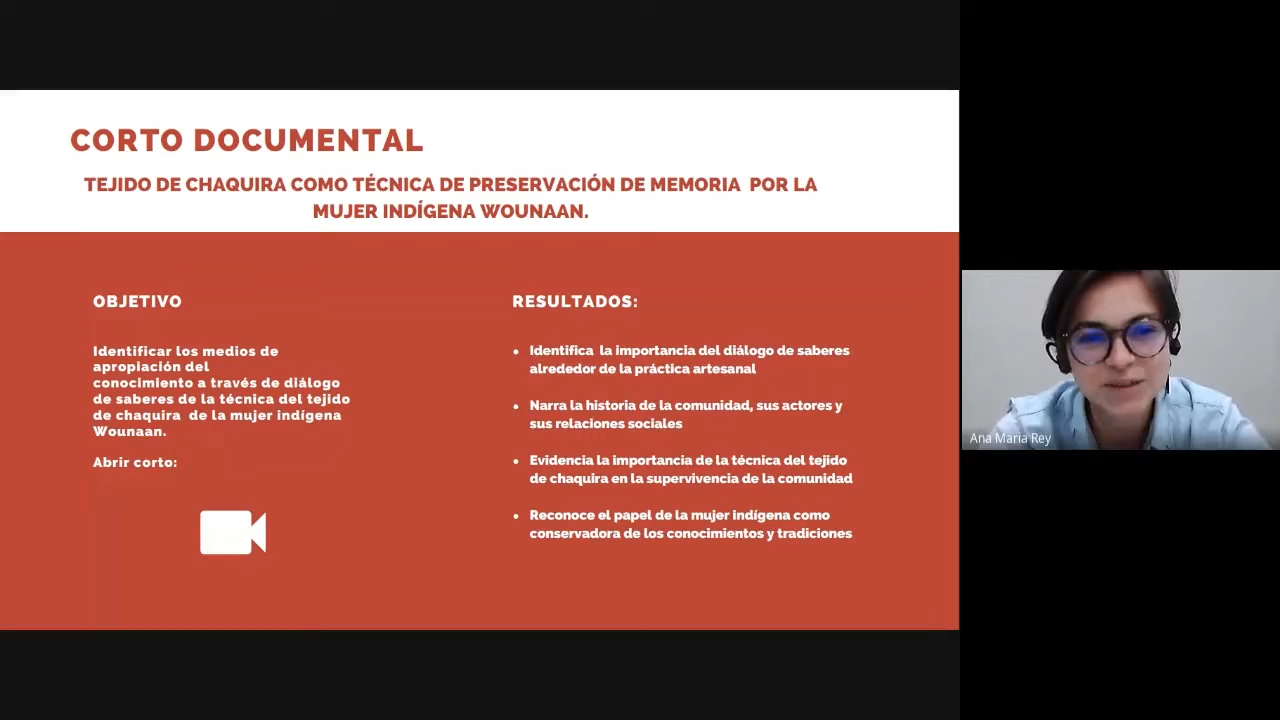 CORTO DOCUMENTAL
TEJIDO DE CHAQUIRA COMO TÉCNICA DE PRESERVACIÓN DE MEMORIA POR LA
MUJER INDÍGENA WOUNAAN.
OBJETIVO
Identificar los medios de
apropiación del
conocimiento a través de diálogo
de saberes de la técnica del tejido
de chaquira de la mujer indígena
Wounaan.
Abrir corto:
RESULTADOS:
• Identifica la importancia del diálogo de saberes
alrededor de la práctica artesanal
• Narra la historia de la comunidad, sus actores y
sus relaciones sociales
• Evidencia la importancia de la técnica del tejido
de chaquira en la supervivencia de la comunidad
• Reconoce el papel de la mujer indígena como
conservadora de los conocimientos y tradiciones
Ana Maria Rey